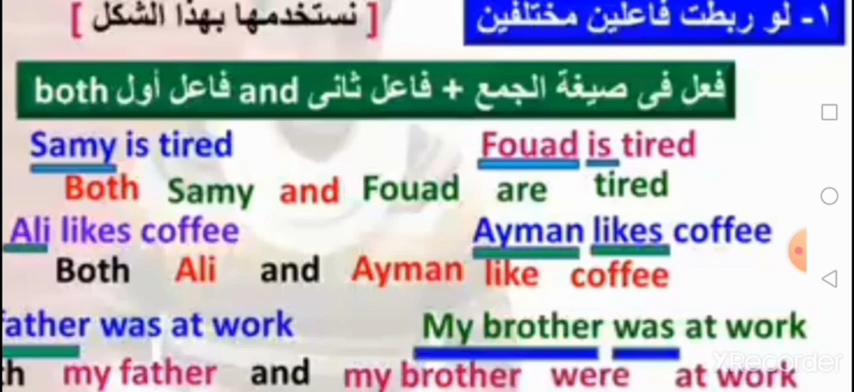 ١- لو ربطت فاعلين مختلفين [ نستخدمها بهذا الشكل ]
both فاعل أول and فاعل ثانى + فعل فى صيغة الجمع
Samy is tired Fouad is tired
Both Samy and Fouad are tired
Ali likes coffee Ayman likes coffee
Both Ali and Ayman like coffee
father was at work My brother was at work
h my father and my brother were at work
XRecorder